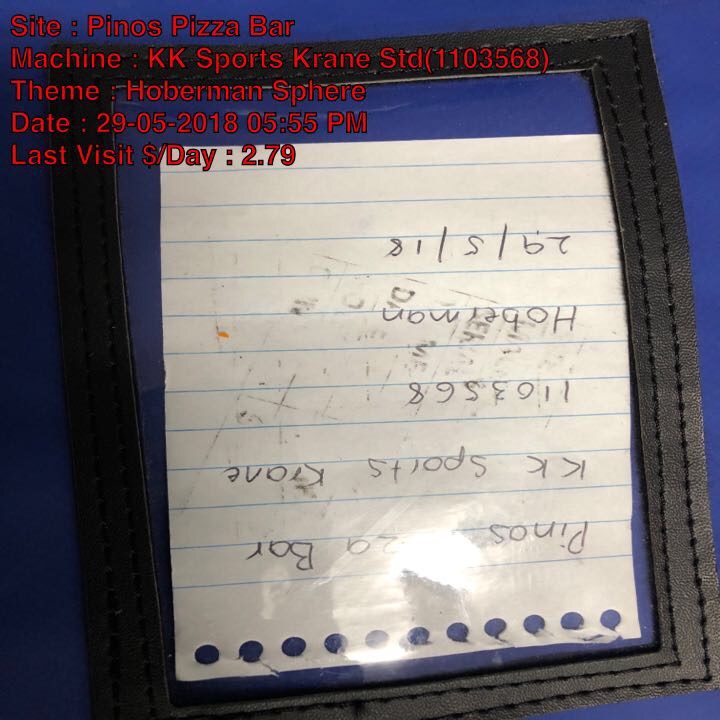 Site : Pinos Pizza Bar
Machine : KK Sports Krane Std(1103568)
Theme : Hoberman Sphere
Date : 29-05-2018 05:55 PM
Last Visit $/Day : 2.79
Pinos Bar
KK Sports Krane
1103568
Hoberman
29/5/18